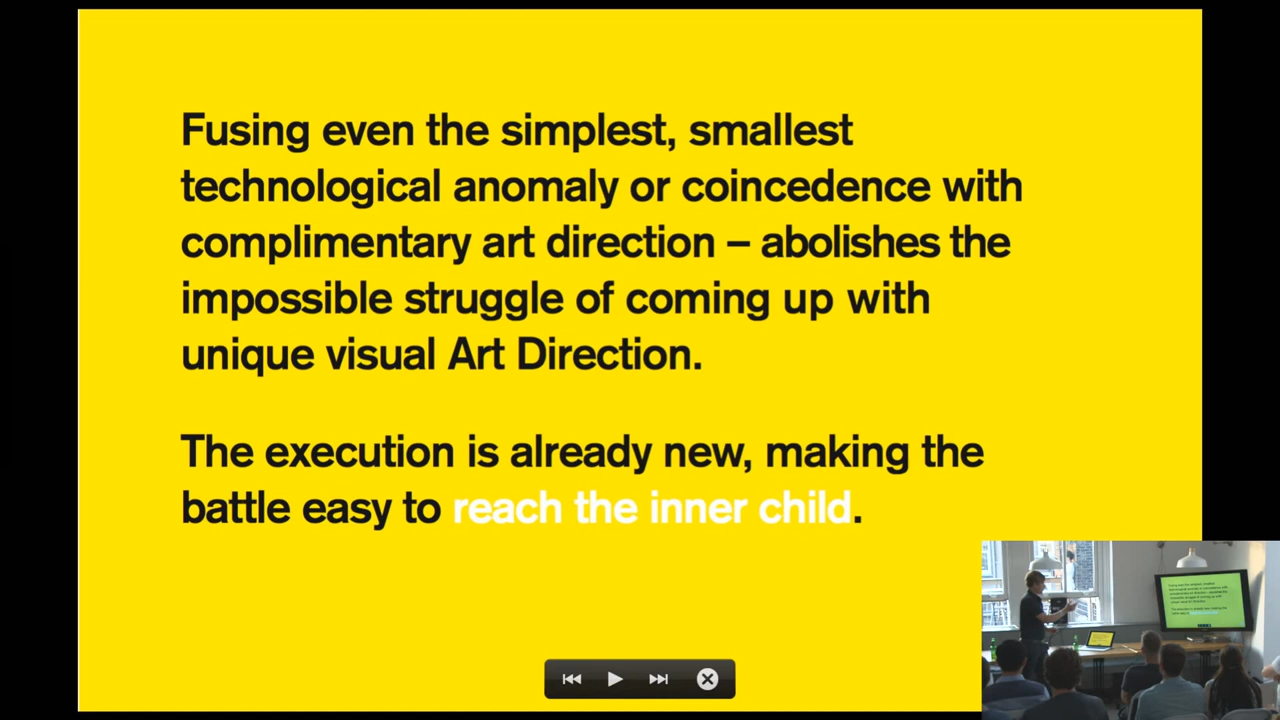 Fusing even the simplest, smallest
technological anomaly or coincedence with
complimentary art direction – abolishes the
impossible struggle of coming up with
unique visual Art Direction.
The execution is already new, making the
battle easy to reach the inner child.